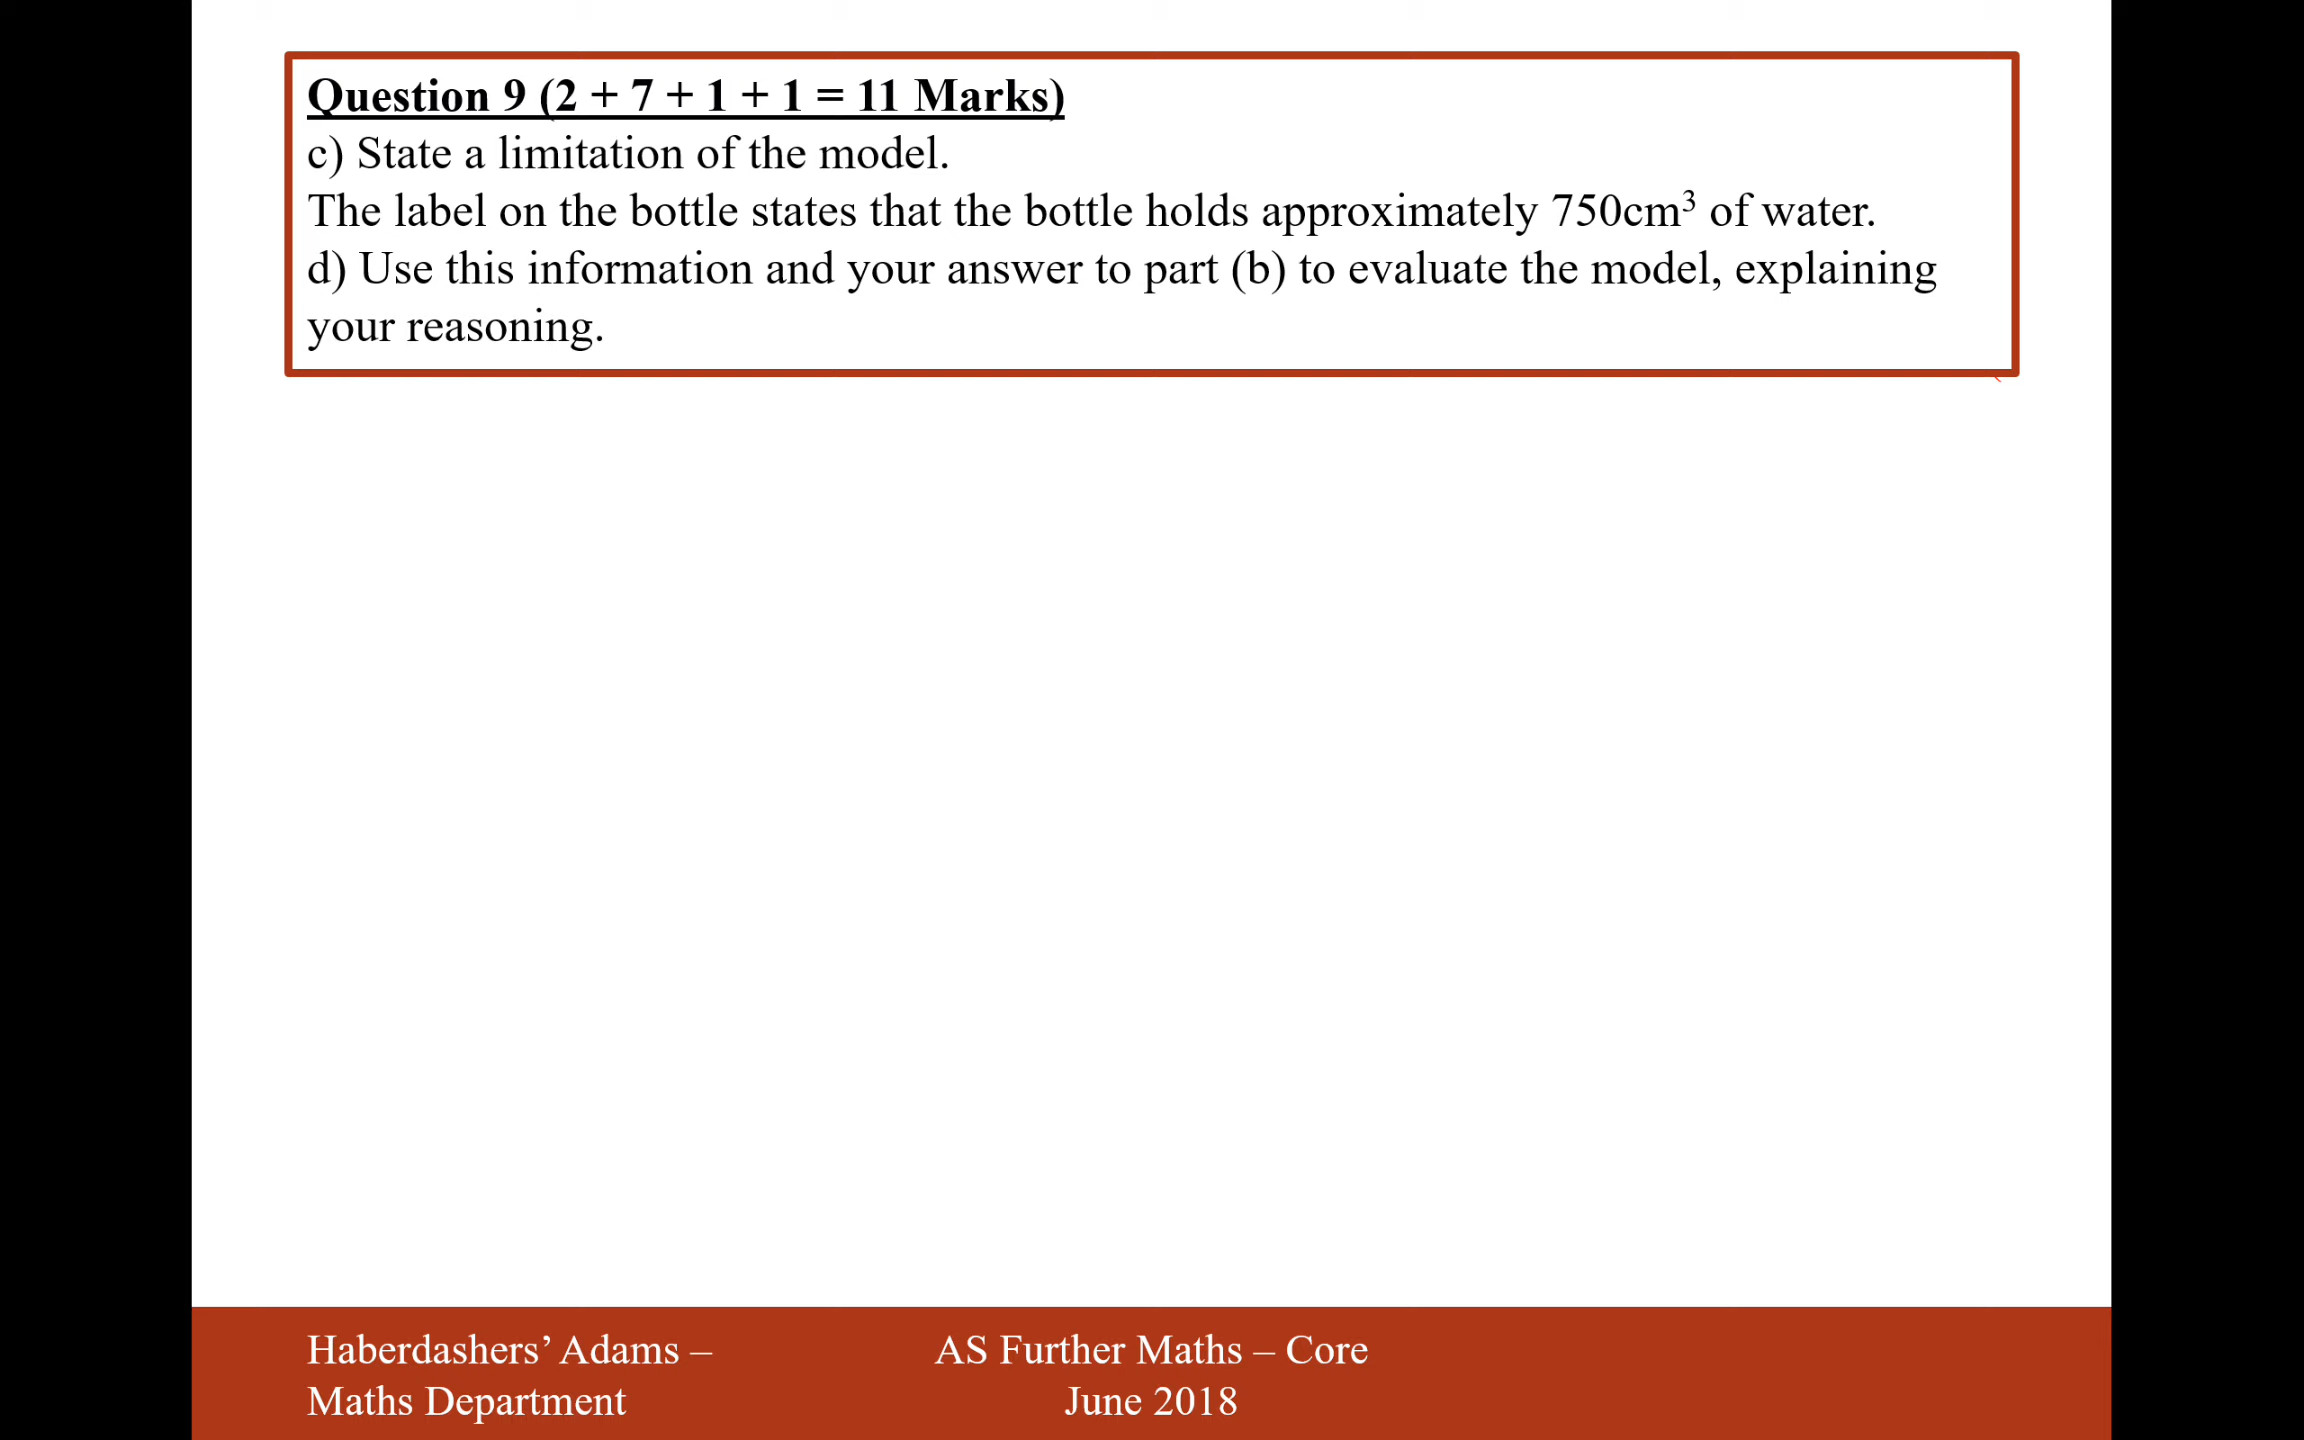 Question 9 (2 + 7 + 1 + 1 = 11 Marks)
c) State a limitation of the model.
The label on the bottle states that the bottle holds approximately 750cm³ of water.
d) Use this information and your answer to part (b) to evaluate the model, explaining
your reasoning.
Haberdashers’ Adams –
Maths Department
AS Further Maths – Core
June 2018